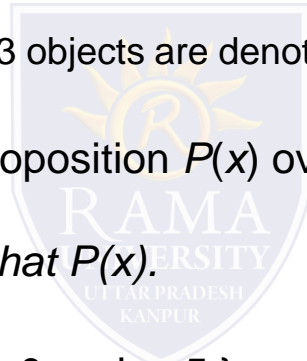 3 objects are denot
oposition P(x) ov
RAMA
UNIVERSITY
hat P(x).
UTTAR PRADESH
KANPUR